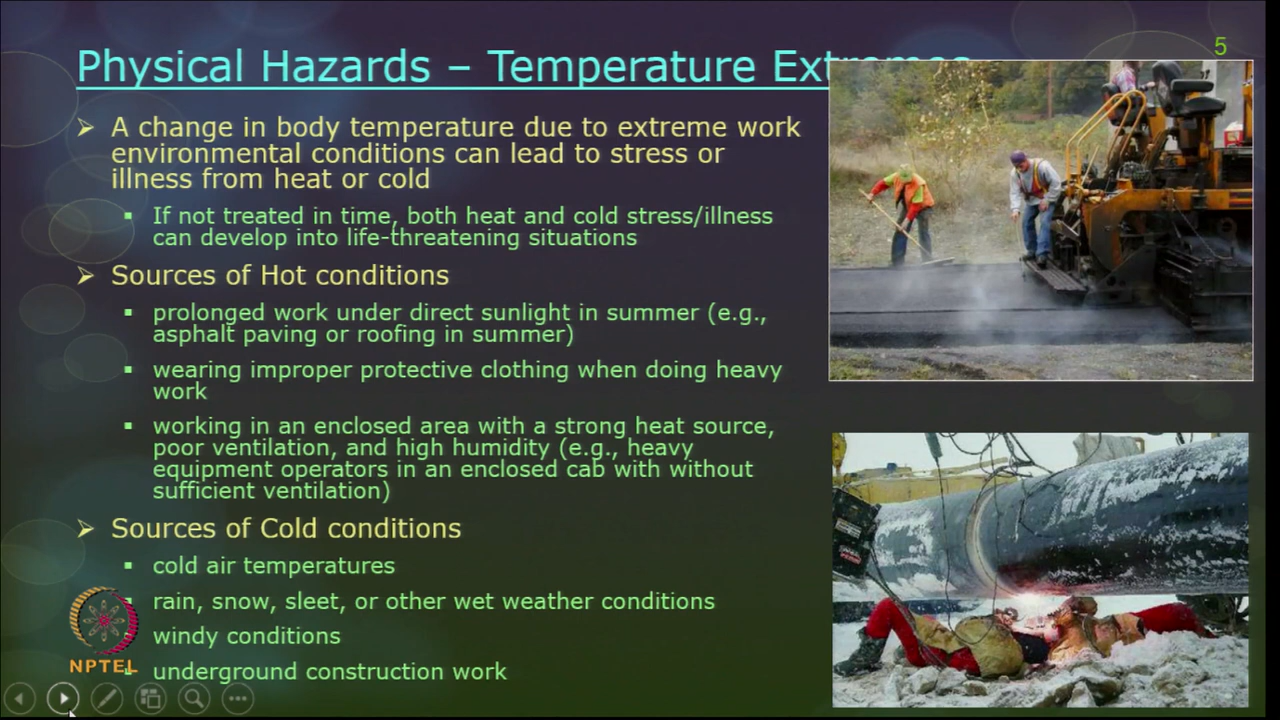 5
Physical Hazards – Temperature Extremes
A change in body temperature due to extreme work
environmental conditions can lead to stress or
illness from heat or cold
If not treated in time, both heat and cold stress/illness
can develop into life-threatening situations
Sources of Hot conditions
prolonged work under direct sunlight in summer (e.g.,
asphalt paving or roofing in summer)
wearing improper protective clothing when doing heavy
work
working in an enclosed area with a strong heat source,
poor ventilation, and high humidity (e.g., heavy
equipment operators in an enclosed cab with without
sufficient ventilation)
Sources of Cold conditions
cold air temperatures
rain, snow, sleet, or other wet weather conditions
windy conditions
underground construction work
NPTEL